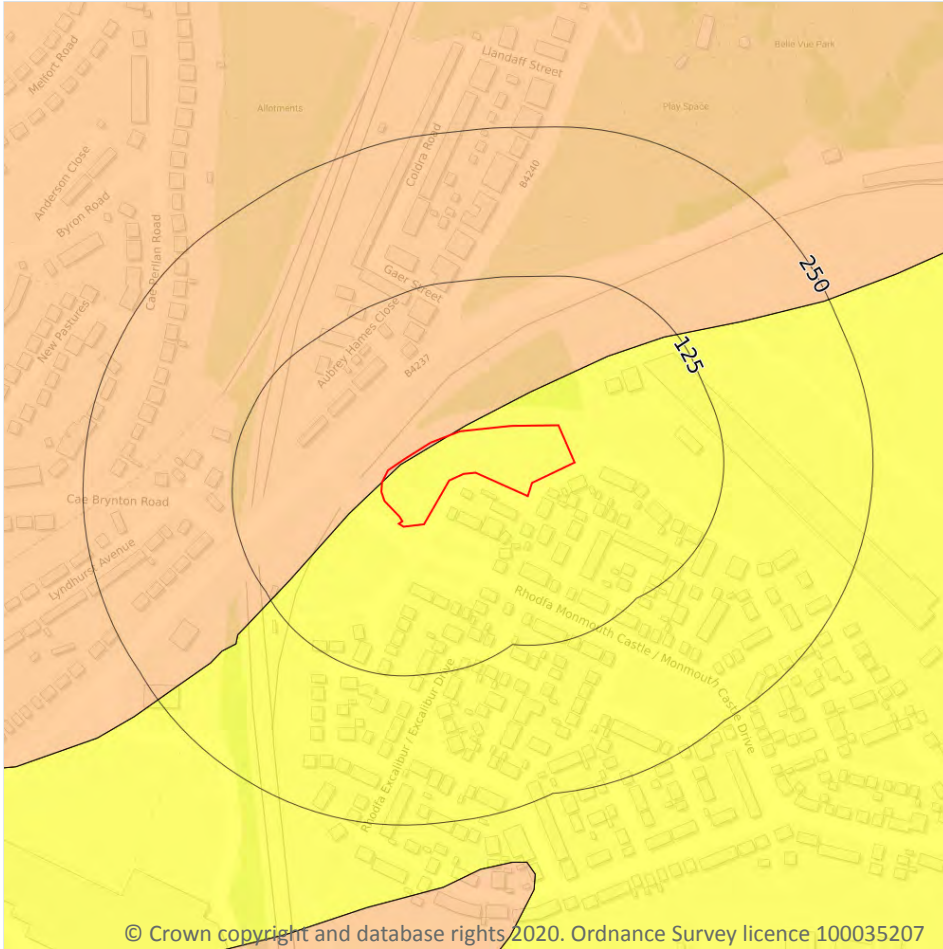 Melfort Road
Llandaff Street
Belle Vue Park
Allotments
Play Space
Coldra Road
B4240
Anderson Close
Byron Road
Cae Perllan Road
250
Gaer Street
New Pastures
Aubrey Hames Close
B4237
125
Cae Brynton Road
Lyndhurst Avenue
Rhodfa Monmouth Castle / Monmouth Castle Drive
Rhodfa Excalibur / Excalibur Drive
© Crown copyright and database rights 2020. Ordnance Survey licence 100035207